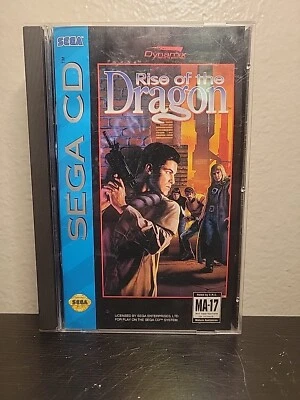 SEGA
SEGA CD
Dynamix
Rise of the
Dragon
MA-17
SEGA
LICENSED BY SEGA ENTERPRISES, LTD.
FOR PLAY ON THE SEGA CD™ SYSTEM.